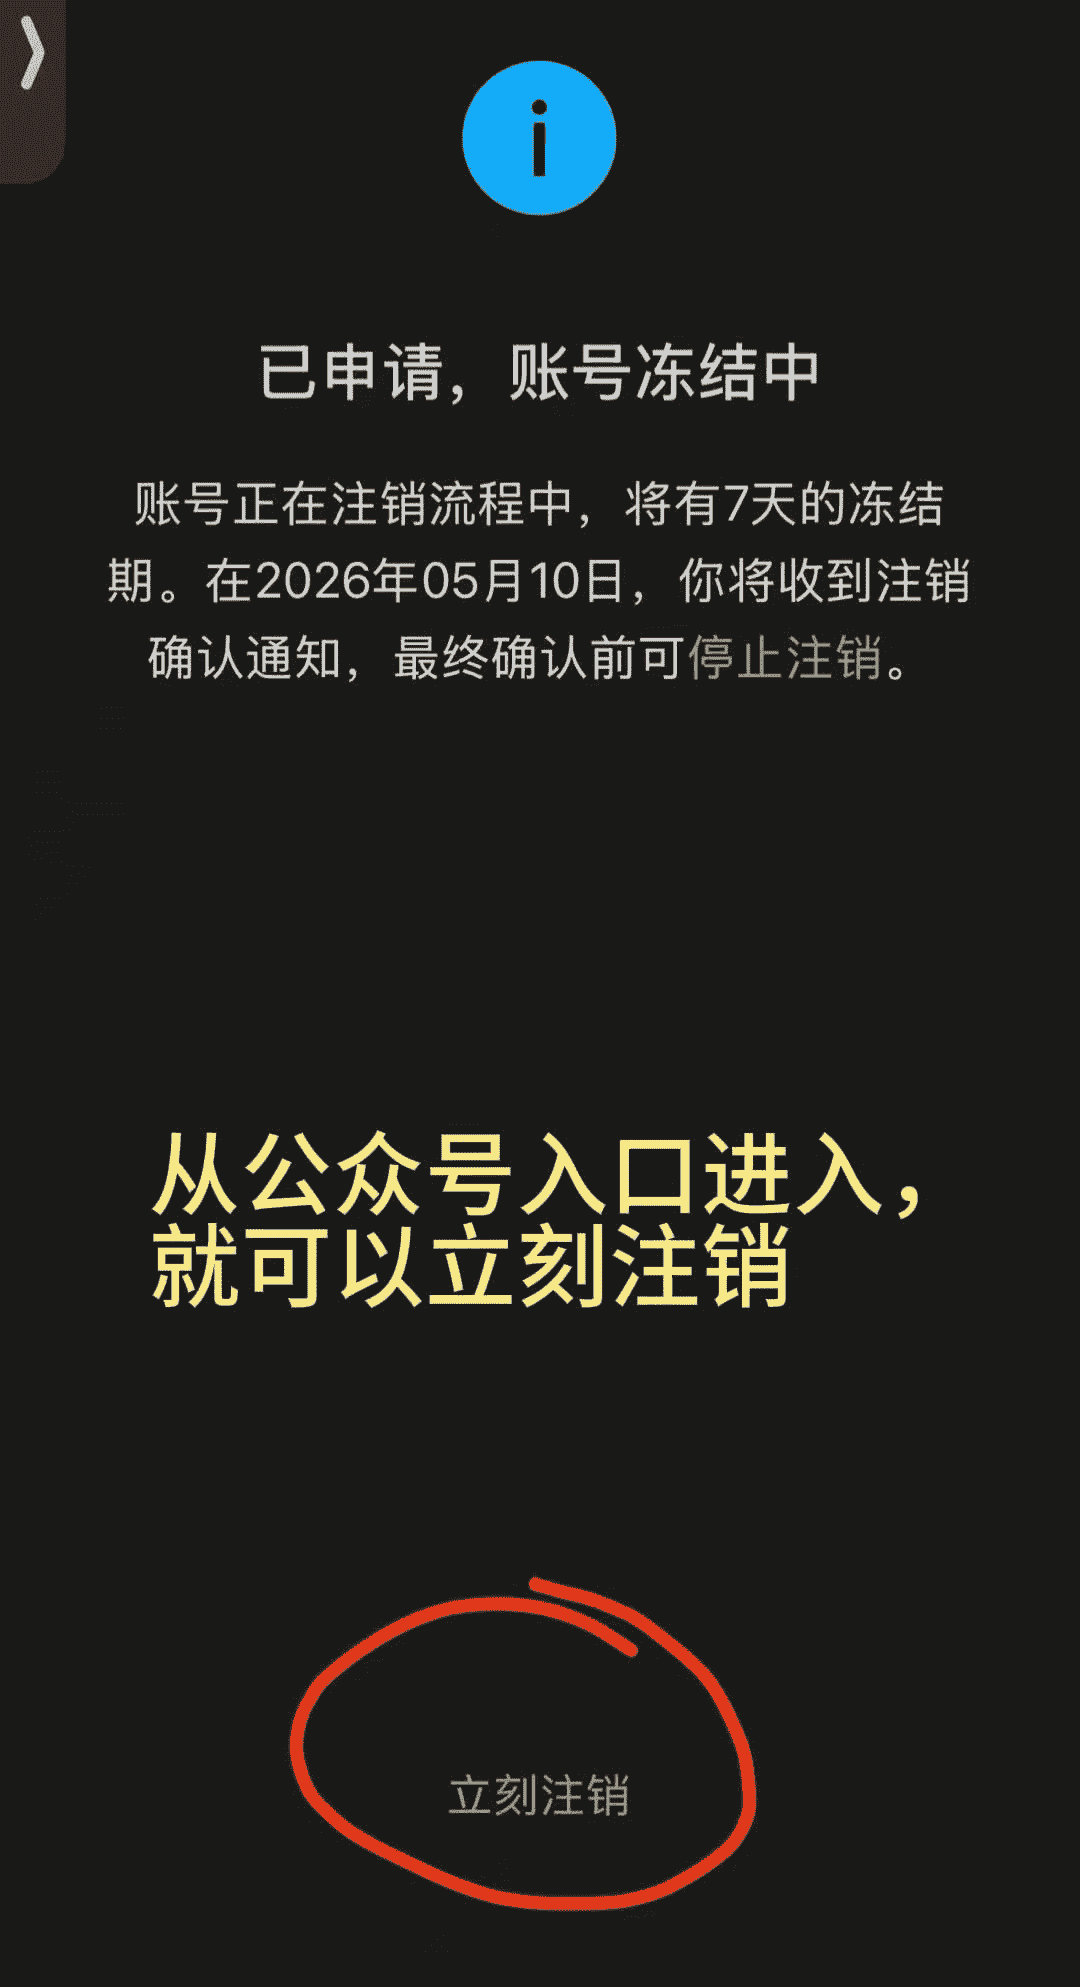 已申请，账号冻结中
账号正在注销流程中，将有7天的冻结
期。在2026年05月10日，你将收到注销
确认通知，最终确认前可停止注销。
从公众号入口进入，
就可以立刻注销
立刻注销